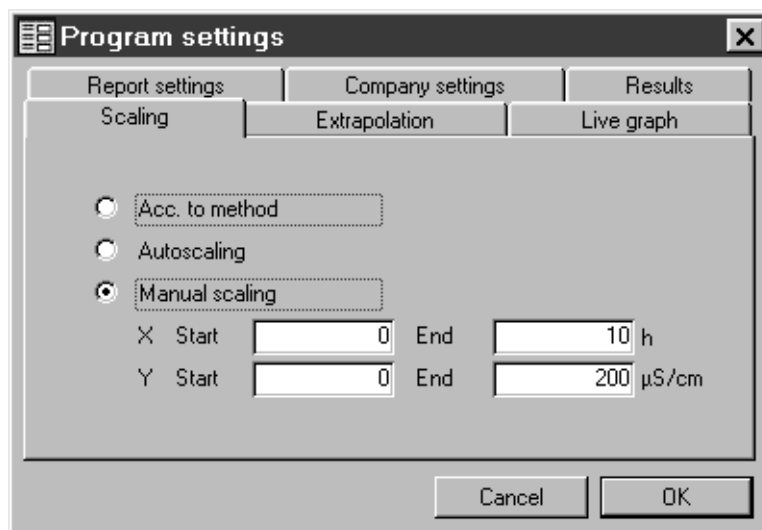 Program settings
Report settings Company settings Results
Scaling Extrapolation Live graph
Acc. to method
Autoscaling
Manual scaling
X Start 0 End 10 h
Y Start 0 End 200 µS/cm
Cancel OK